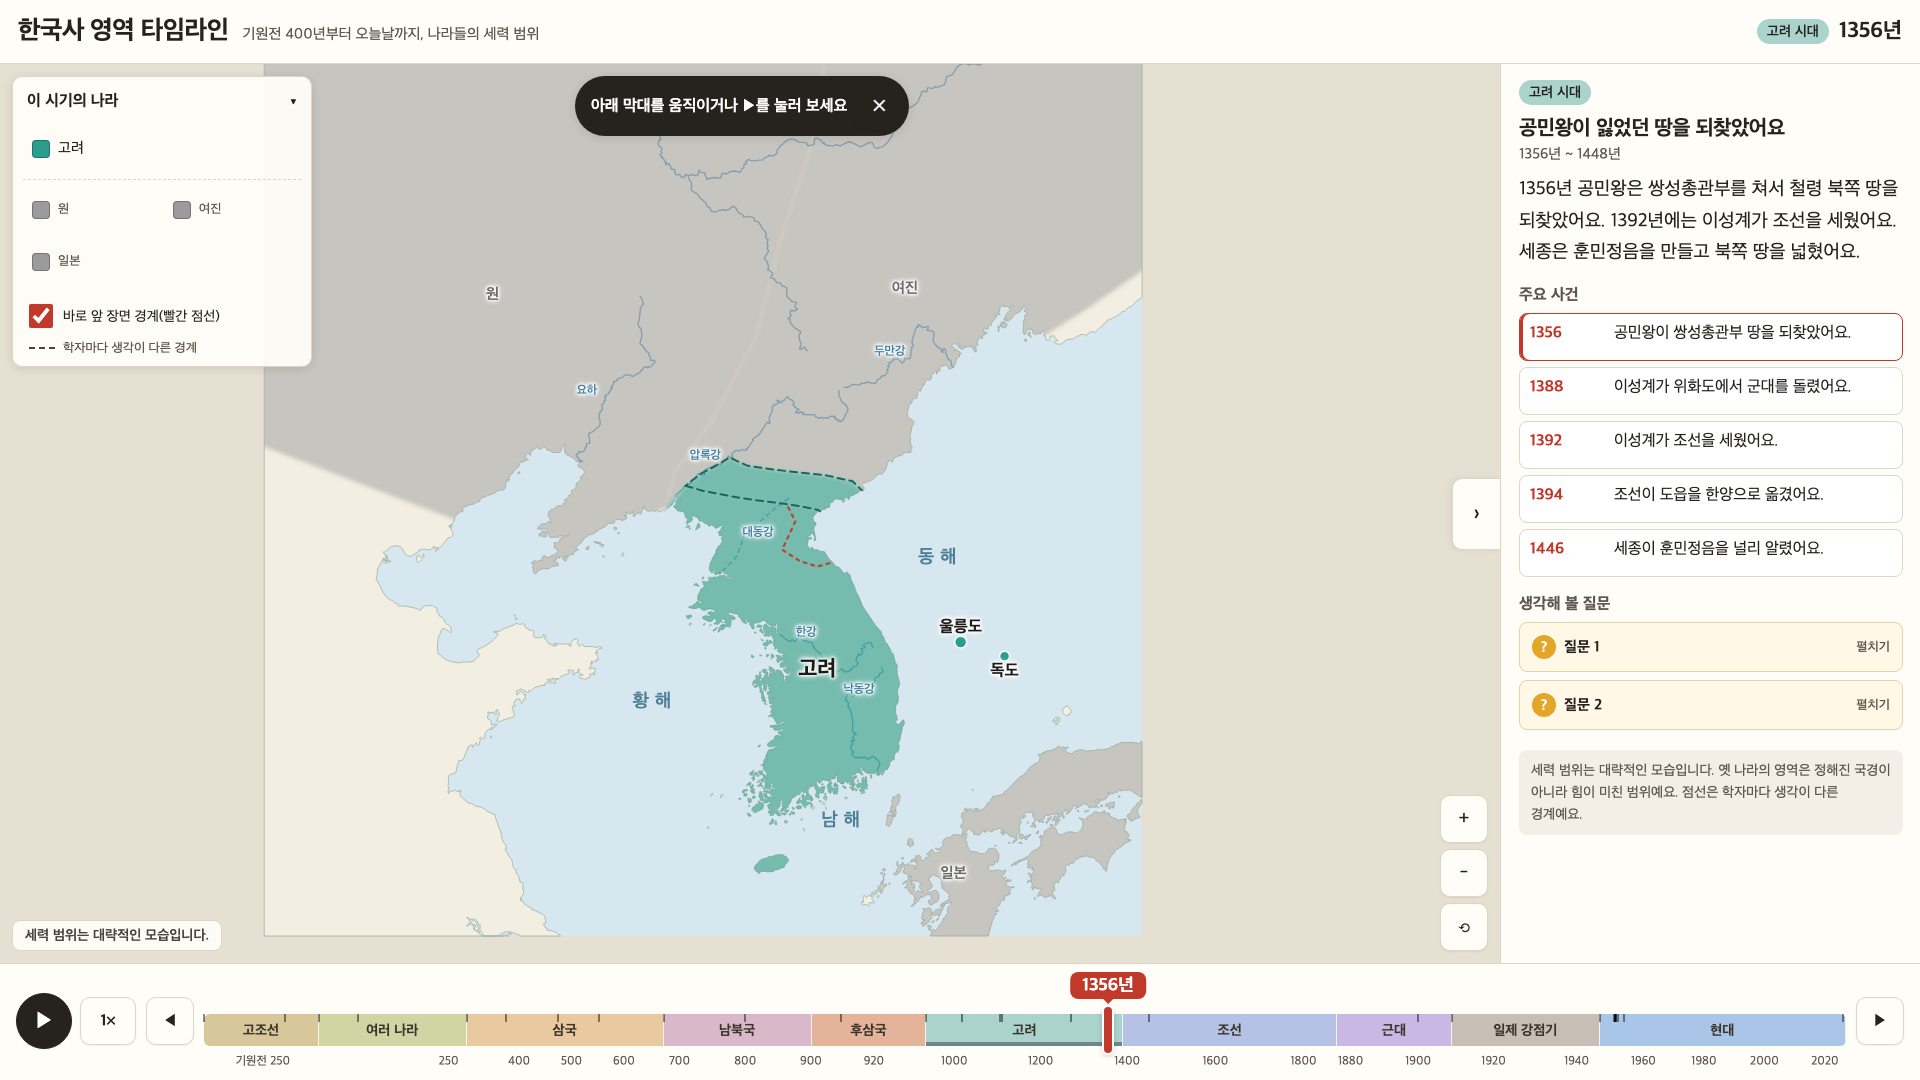 한국사 영역 타임라인
기원전 400년부터 오늘날까지, 나라들의 세력 범위
고려 시대
1356년
이 시기의 나라
▼
고려
원
여진
일본
바로 앞 장면 경계(빨간 점선)
학자마다 생각이 다른 경계
아래 막대를 움직이거나 ▶를 눌러 보세요
원
여진
두만강
요하
압록강
대동강
동해
울릉도
한강
고려
독도
낙동강
황해
남해
일본
세력 범위는 대략적인 모습입니다.
고려 시대
공민왕이 잃었던 땅을 되찾았어요
1356년 ~ 1448년
1356년 공민왕은 쌍성총관부를 쳐서 철령 북쪽 땅을
되찾았어요. 1392년에는 이성계가 조선을 세웠어요.
세종은 훈민정음을 만들고 북쪽 땅을 넓혔어요.
주요 사건
1356 공민왕이 쌍성총관부 땅을 되찾았어요.
1388 이성계가 위화도에서 군대를 돌렸어요.
1392 이성계가 조선을 세웠어요.
1394 조선이 도읍을 한양으로 옮겼어요.
1446 세종이 훈민정음을 널리 알렸어요.
생각해 볼 질문
? 질문 1 펼치기
? 질문 2 펼치기
세력 범위는 대략적인 모습입니다. 옛 나라의 영역은 정해진 국경이
아니라 힘이 미친 범위예요. 점선은 학자마다 생각이 다른
경계예요.
+
−
1356년
1×
고조선 여러 나라 삼국 남북국 후삼국 고려 조선 근대 일제 강점기 현대
기원전 250 250 400 500 600 700 800 900 920 1000 1200 1400 1600 1800 1880 1900 1920 1940 1960 1980 2000 2020